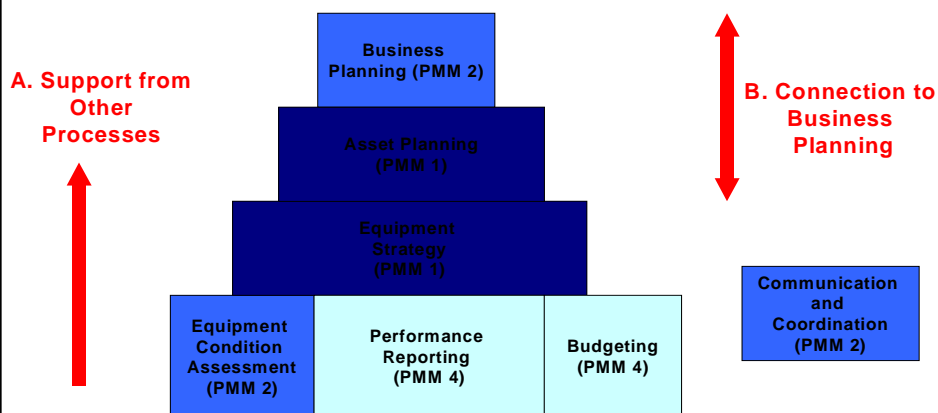 Business
Planning (PMM 2)
A. Support from
Other
Processes
B. Connection to
Business
Planning
Asset Planning
(PMM 1)
Equipment
Strategy
(PMM 1)
Communication
and
Coordination
(PMM 2)
Equipment
Condition
Assessment
(PMM 2)
Performance
Reporting
(PMM 4)
Budgeting
(PMM 4)